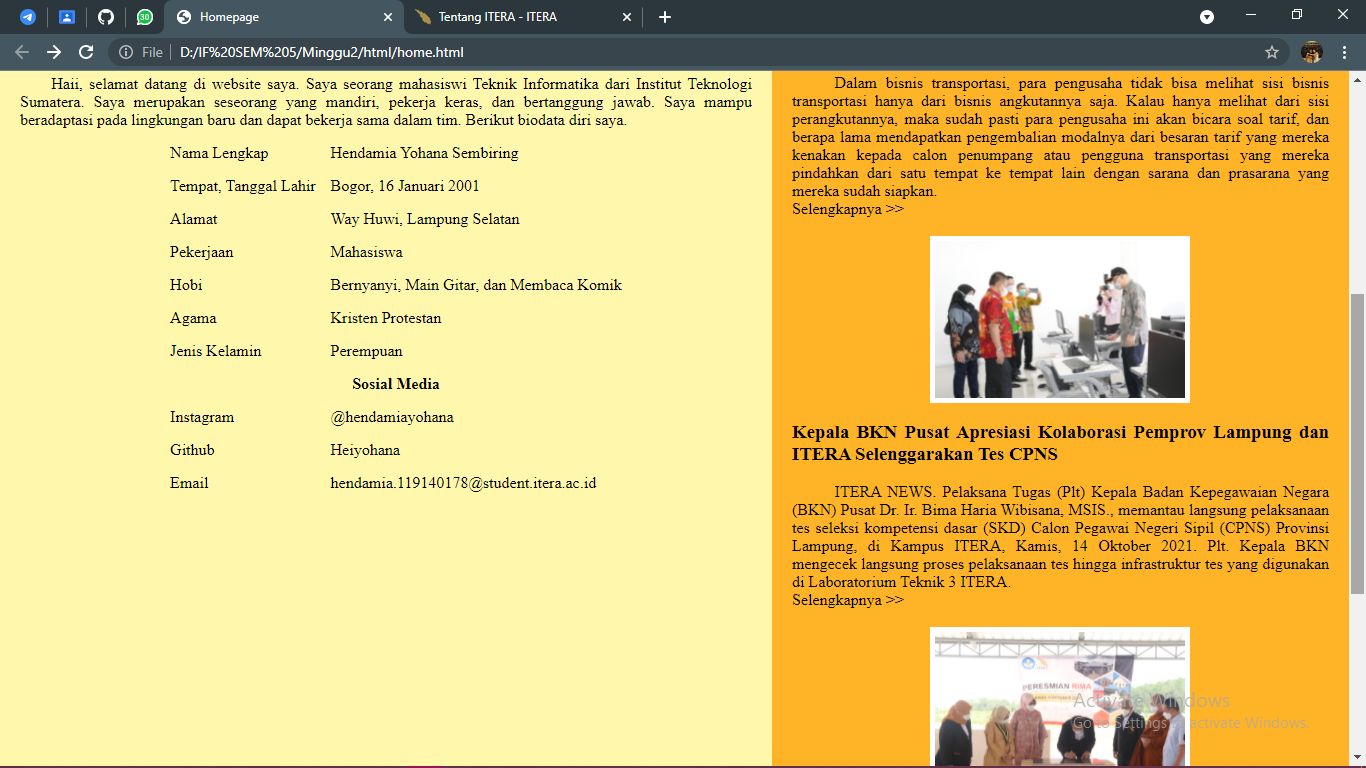 30
Homepage
Tentang ITERA - ITERA
File
D:/IF%20SEM%205/Minggu2/html/home.html
Haii, selamat datang di website saya. Saya seorang mahasiswi Teknik Informatika dari Institut Teknologi
Sumatera. Saya merupakan seseorang yang mandiri, pekerja keras, dan bertanggung jawab. Saya mampu
beradaptasi pada lingkungan baru dan dapat bekerja sama dalam tim. Berikut biodata diri saya.
Nama Lengkap Hendamia Yohana Sembiring
Tempat, Tanggal Lahir Bogor, 16 Januari 2001
Alamat Way Huwi, Lampung Selatan
Pekerjaan Mahasiswa
Hobi Bernyanyi, Main Gitar, dan Membaca Komik
Agama Kristen Protestan
Jenis Kelamin Perempuan
Sosial Media
Instagram @hendamiayohana
Github Heiyohana
Email hendamia.119140178@student.itera.ac.id
Dalam bisnis transportasi, para pengusaha tidak bisa melihat sisi bisnis
transportasi hanya dari bisnis angkutannya saja. Kalau hanya melihat dari sisi
perangkutannya, maka sudah pasti para pengusaha ini akan bicara soal tarif, dan
berapa lama mendapatkan pengembalian modalnya dari besaran tarif yang mereka
kenakan kepada calon penumpang atau pengguna transportasi yang mereka
pindahkan dari satu tempat ke tempat lain dengan sarana dan prasarana yang
mereka sudah siapkan.
Selengkapnya >>
Kepala BKN Pusat Apresiasi Kolaborasi Pemprov Lampung dan
ITERA Selenggarakan Tes CPNS
ITERA NEWS. Pelaksana Tugas (Plt) Kepala Badan Kepegawaian Negara
(BKN) Pusat Dr. Ir. Bima Haria Wibisana, MSIS., memantau langsung pelaksanaan
tes seleksi kompetensi dasar (SKD) Calon Pegawai Negeri Sipil (CPNS) Provinsi
Lampung, di Kampus ITERA, Kamis, 14 Oktober 2021. Plt. Kepala BKN
mengecek langsung proses pelaksanaan tes hingga infrastruktur tes yang digunakan
di Laboratorium Teknik 3 ITERA.
Selengkapnya >>
PERESMIAN RIMA
Activate Windows
Go to Settings to activate Windows.